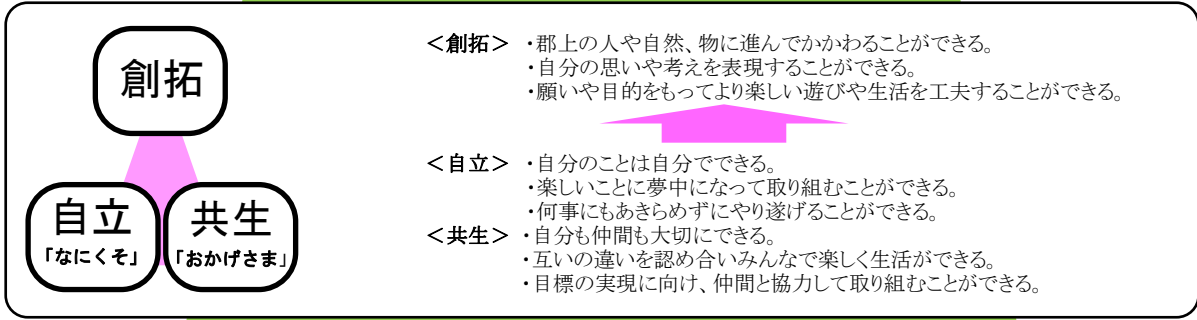 創拓
自立
「なにくそ」
共生
「おかげさま」
＜創拓＞ ・郡上の人や自然、物に進んでかかわることができる。
・自分の思いや考えを表現することができる。
・願いや目的をもってより楽しい遊びや生活を工夫することができる。
＜自立＞ ・自分のことは自分でできる。
・楽しいことに夢中になって取り組むことができる。
・何事にもあきらめずにやり遂げることができる。
＜共生＞ ・自分も仲間も大切にできる。
・互いの違いを認め合いみんなで楽しく生活ができる。
・目標の実現に向け、仲間と協力して取り組むことができる。